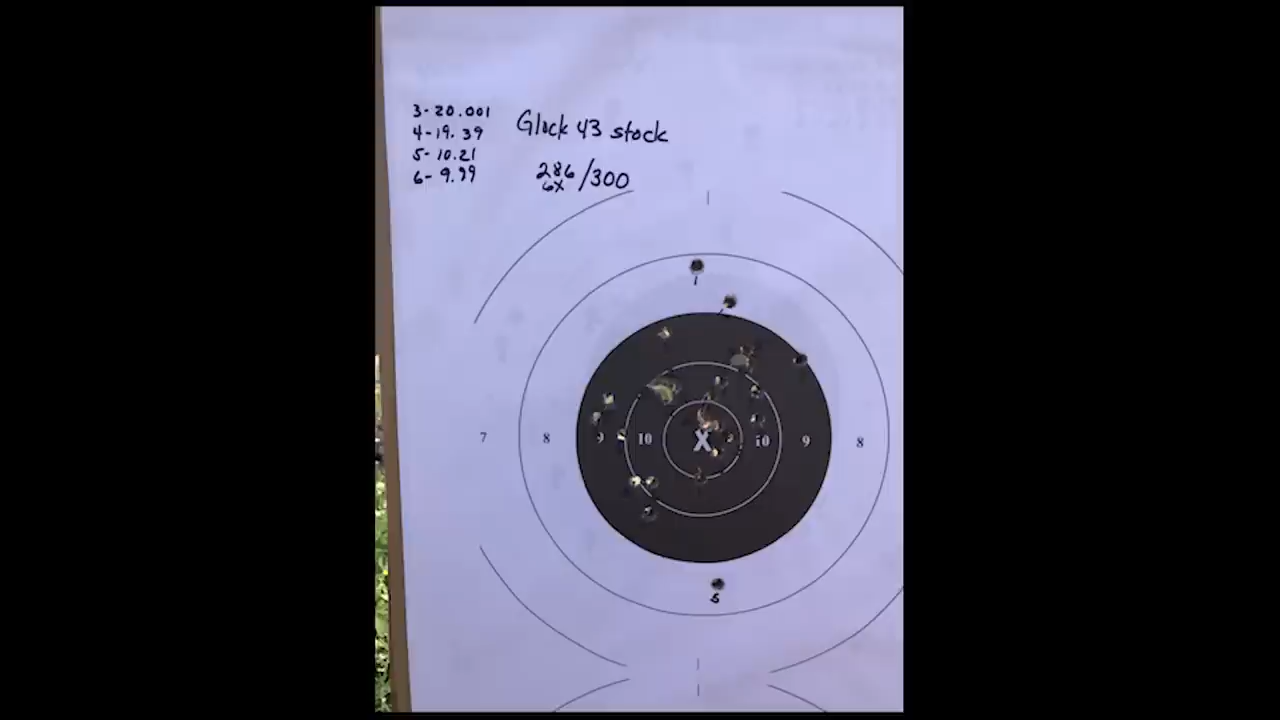 3- 20.001
4- 19.39
5- 10.21
6- 9.99
Glock 43 stock
286/300
6X
1
7 8 9 10 X 10 9 8
5